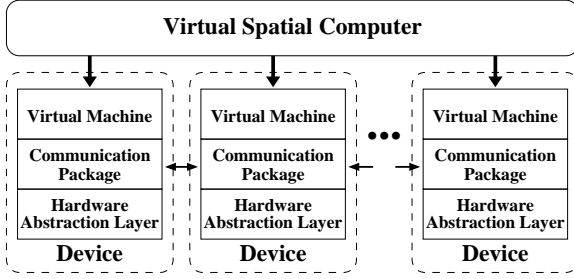 Virtual Spatial Computer
Virtual Machine
Communication
Package
Hardware
Abstraction Layer
Device
Virtual Machine
Communication
Package
Hardware
Abstraction Layer
Device
Virtual Machine
Communication
Package
Hardware
Abstraction Layer
Device